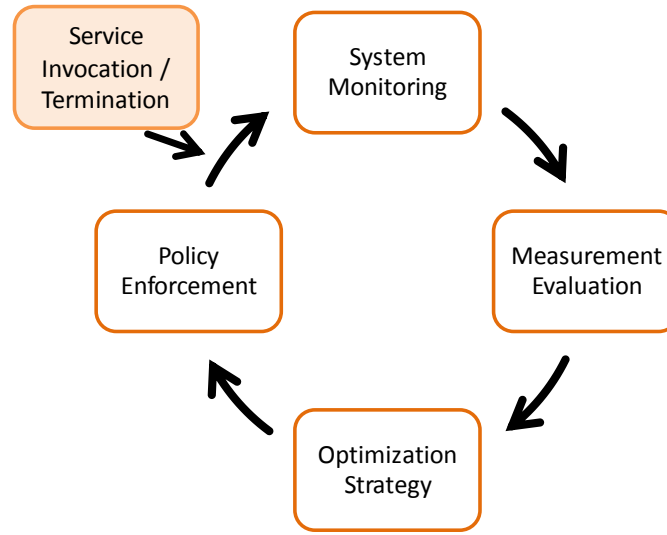 Service
Invocation /
Termination
System
Monitoring
Policy
Enforcement
Measurement
Evaluation
Optimization
Strategy